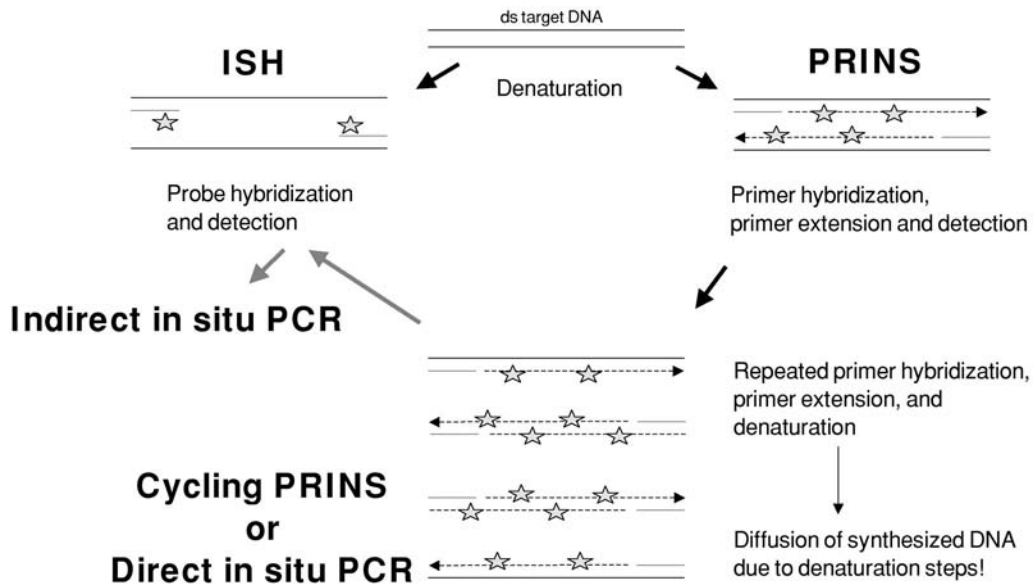 ds target DNA
ISH
Denaturation
PRINS
Probe hybridization
and detection
Primer hybridization,
primer extension and detection
Indirect in situ PCR
Repeated primer hybridization,
primer extension, and
denaturation
Cycling PRINS
or
Direct in situ PCR
Diffusion of synthesized DNA
due to denaturation steps!